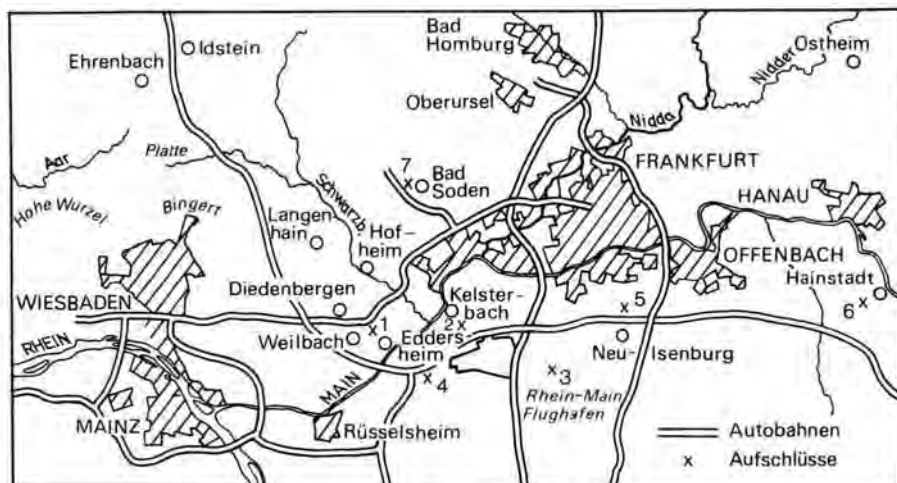 Bad
Homburg
Idstein
Ostheim
Ehrenbach
Nidder
Oberursel
Nidda
Platte
Aar
FRANKFURT
7
Bad
Soden
Schwarzb.
HANAU
Hohe Wurzel
Bingert
Langen-
hain
Hof-
heim
OFFENBACH
Hainstadt
Diedenbergen
Kelster-
bach
WIESBADEN
5
6
2
1
Edders-
heim
Weilbach
RHEIN
Neu-Isenburg
MAIN
4
3
Rhein-Main
Flughafen
MAINZ
Rüsselsheim
Autobahnen
x Aufschlüsse